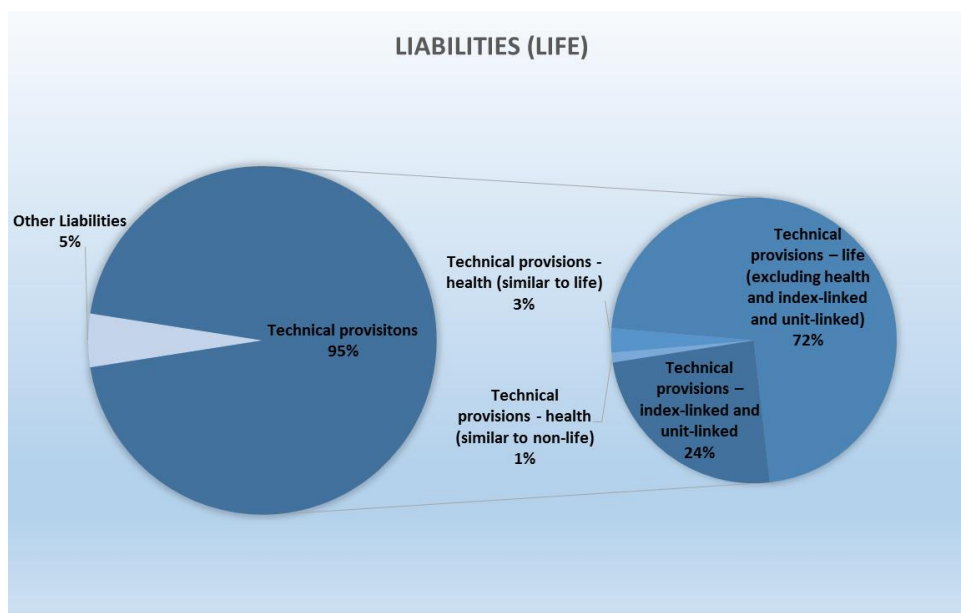 LIABILITIES (LIFE)
Other Liabilities
5%
Technical provisitons
95%
Technical provisions -
health (similar to life)
3%
Technical
provisions - health
(similar to non-life)
1%
Technical
provisions – life
(excluding health
and index-linked
and unit-linked)
72%
Technical
provisions –
index-linked and
unit-linked
24%